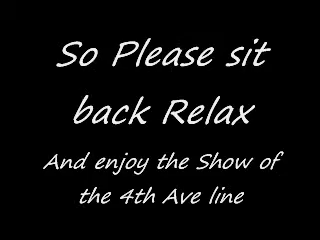 So Please sit
back Relax
And enjoy the Show of
the 4th Ave line